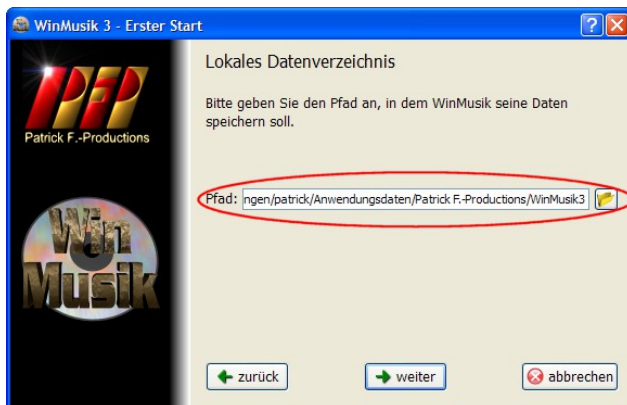 WinMusik 3 - Erster Start
PFP
Patrick F.-Productions
Win
Musik
Lokales Datenverzeichnis
Bitte geben Sie den Pfad an, in dem WinMusik seine Daten
speichern soll.
Pfad: ngen/patrick/Anwendungsdaten/Patrick F.-Productions/WinMusik3
zurück
weiter
abbrechen